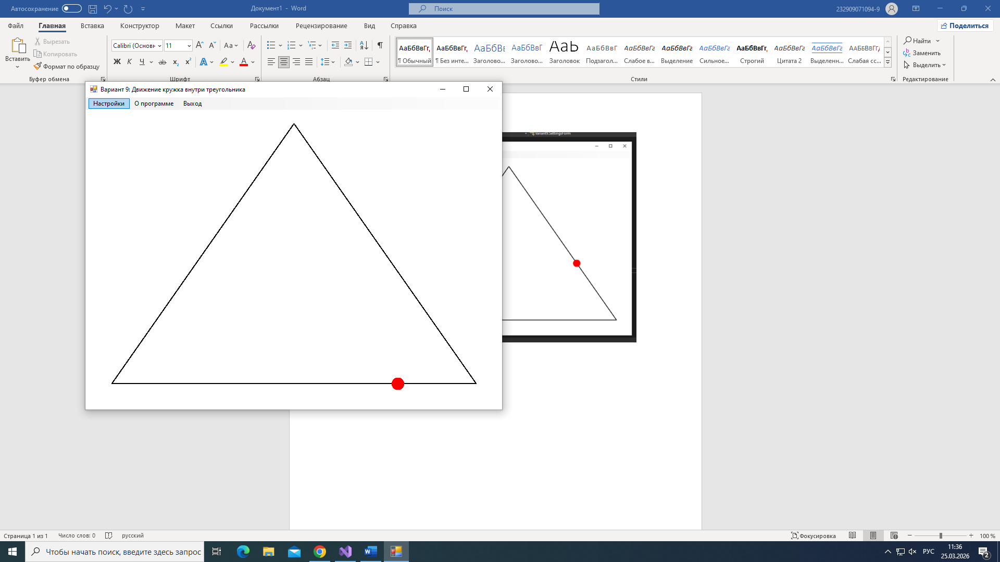 Автосохранение
Документ1 - Word
Поиск
232909071094-9
Файл Главная Вставка Конструктор Макет Ссылки Рассылки Рецензирование Вид Справка
Поделиться
Вставить
Вырезать
Копировать
Формат по образцу
Буфер обмена
Calibri (Основн 11
Aa
Ж К Ч ab x₂ x² A A
Шрифт
Абзац
АаБбВвГг, АаБбВвГг, АаБбВг АаБбВвГ АаЬ АаБбВвГ АаБбВвГг АаБбВвГг АаБбВвГг АаБбВвГг, АаБбВвГг АаБбВвГг АаБбВвГг,
¶ Обычный ¶ Без инте... Заголово... Заголово... Заголовок Подзагол... Слабое в... Выделение Сильное... Строгий Цитата 2 Выделенн... Слабая сс...
Стили
Найти
Заменить
Выделить
Редактирование
Вариант 9: Движение кружка внутри треугольника
Настройки О программе Выход
Variant9.SettingsForm
Страница 1 из 1 Число слов: 0 русский
Фокусировка
100 %
Чтобы начать поиск, введите здесь запрос
РУС
11:36
25.03.2026
2